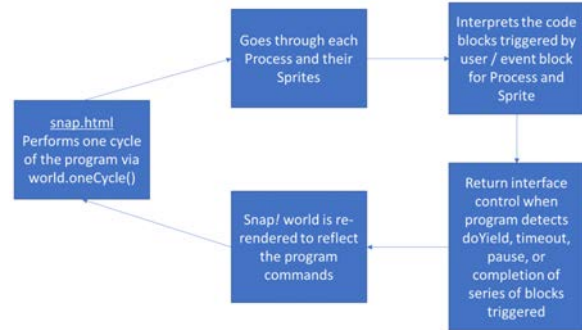 snap.html
Performs one cycle
of the program via
world.oneCycle()
Goes through each
Process and their
Sprites
Interprets the code
blocks triggered by
user / event block
for Process and
Sprite
Return interface
control when
program detects
doYield, timeout,
pause, or
completion of
series of blocks
triggered
Snap! world is re-
rendered to reflect
the program
commands